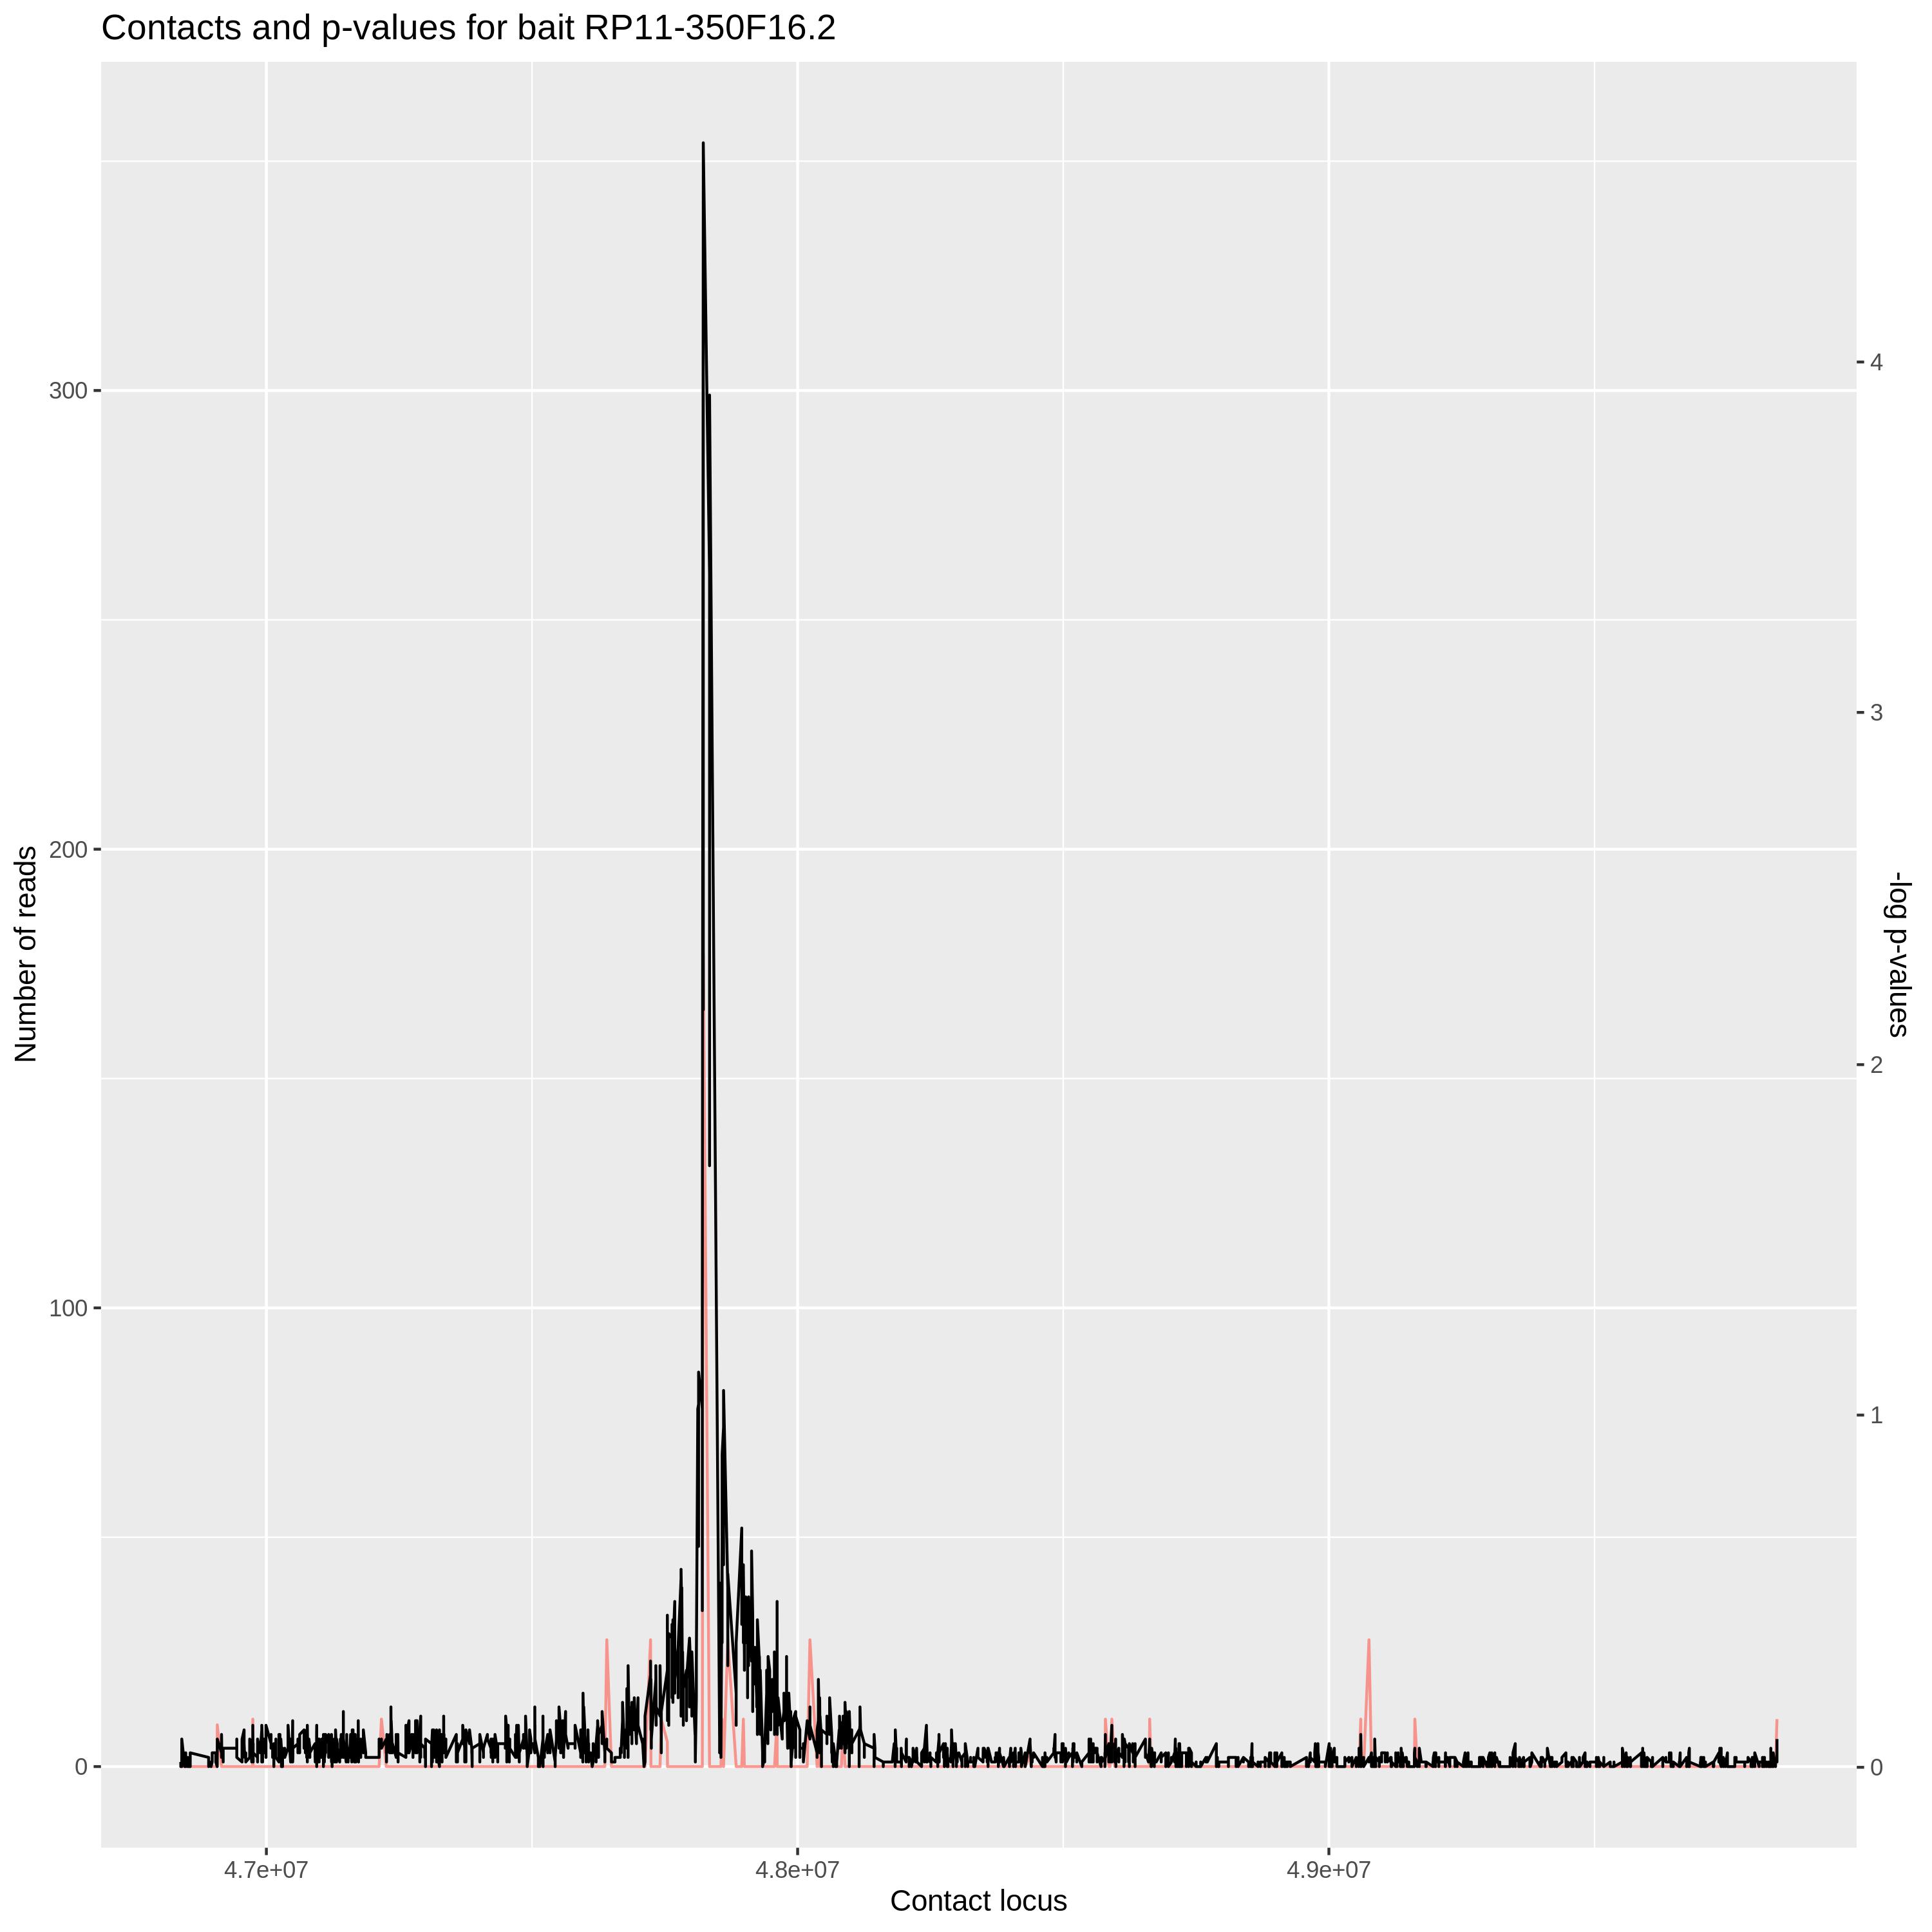 Contacts and p-values for bait RP11-350F16.2
Number of reads
300
200
100
0
4
3
2
1
0
-log p-values
4.7e+07
4.8e+07
4.9e+07
Contact locus